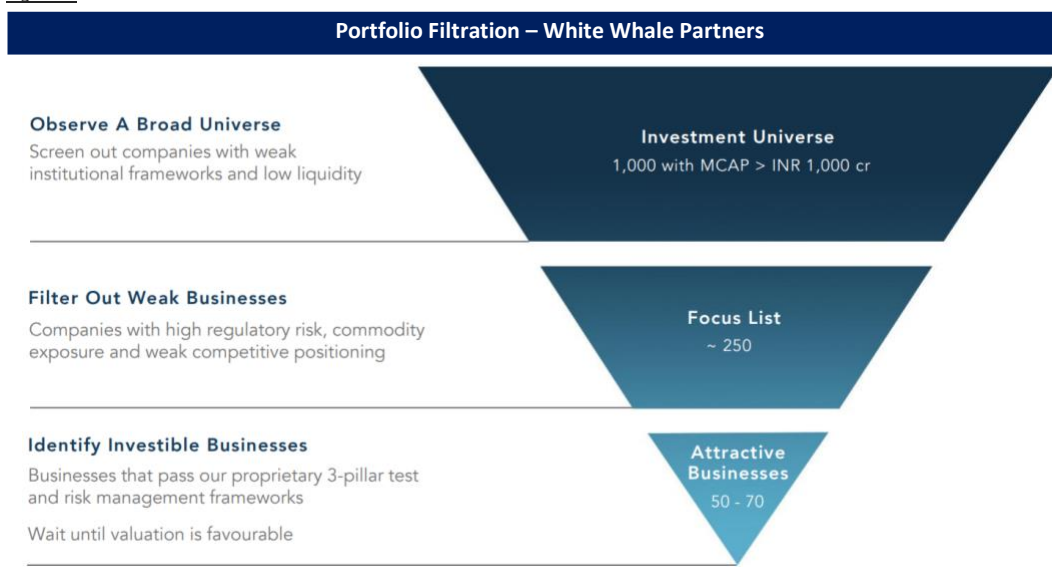 Portfolio Filtration – White Whale Partners
Observe A Broad Universe
Screen out companies with weak
institutional frameworks and low liquidity
Investment Universe
1,000 with MCAP > INR 1,000 cr
Filter Out Weak Businesses
Companies with high regulatory risk, commodity
exposure and weak competitive positioning
Focus List
~ 250
Identify Investible Businesses
Businesses that pass our proprietary 3-pillar test
and risk management frameworks
Wait until valuation is favourable
Attractive
Businesses
50 - 70